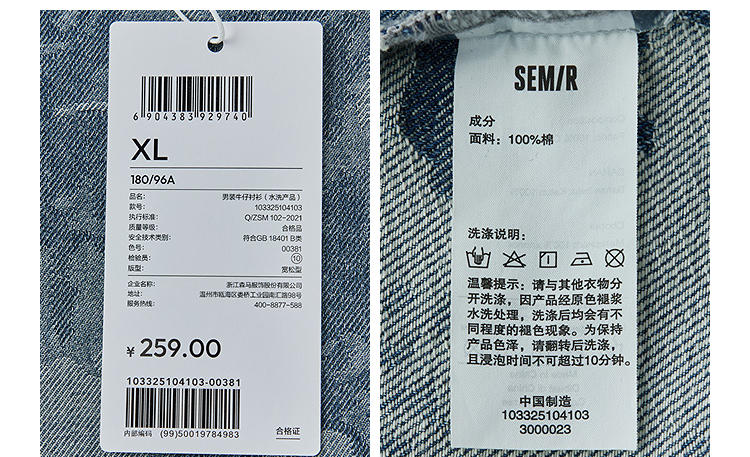 6904383929740
XL
180/96A
品名: 男装牛仔衬衫(水洗产品)
款号: 103325104103
执行标准: Q/ZSM 102-2021
质量等级: 合格品
安全技术类别: 符合GB 18401 B类
色号: 00381
检验员: 10
版型: 宽松型
企业名称: 浙江森马服饰股份有限公司
地址: 温州市瓯海区娄桥工业园南汇路98号
服务热线: 400-8877-588
¥ 259.00
103325104103-00381
内部编码 (99)50019784983
合格证
SEMIR
成分
面料: 100%棉
洗涤说明:
温馨提示: 请与其他衣物分
开洗涤, 因产品经原色褪浆
水洗处理, 洗涤后均会有不
同程度的褪色现象。为保持
产品色泽, 请翻转后洗涤,
且浸泡时间不可超过10分钟。
中国制造
103325104103
3000023